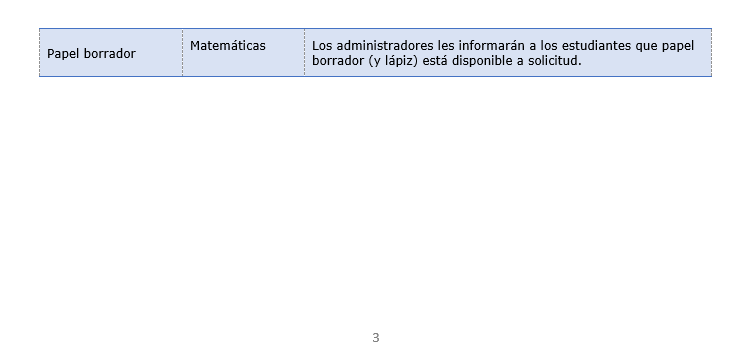 Papel borrador
Matemáticas
Los administradores les informarán a los estudiantes que papel
borrador (y lápiz) está disponible a solicitud.
3